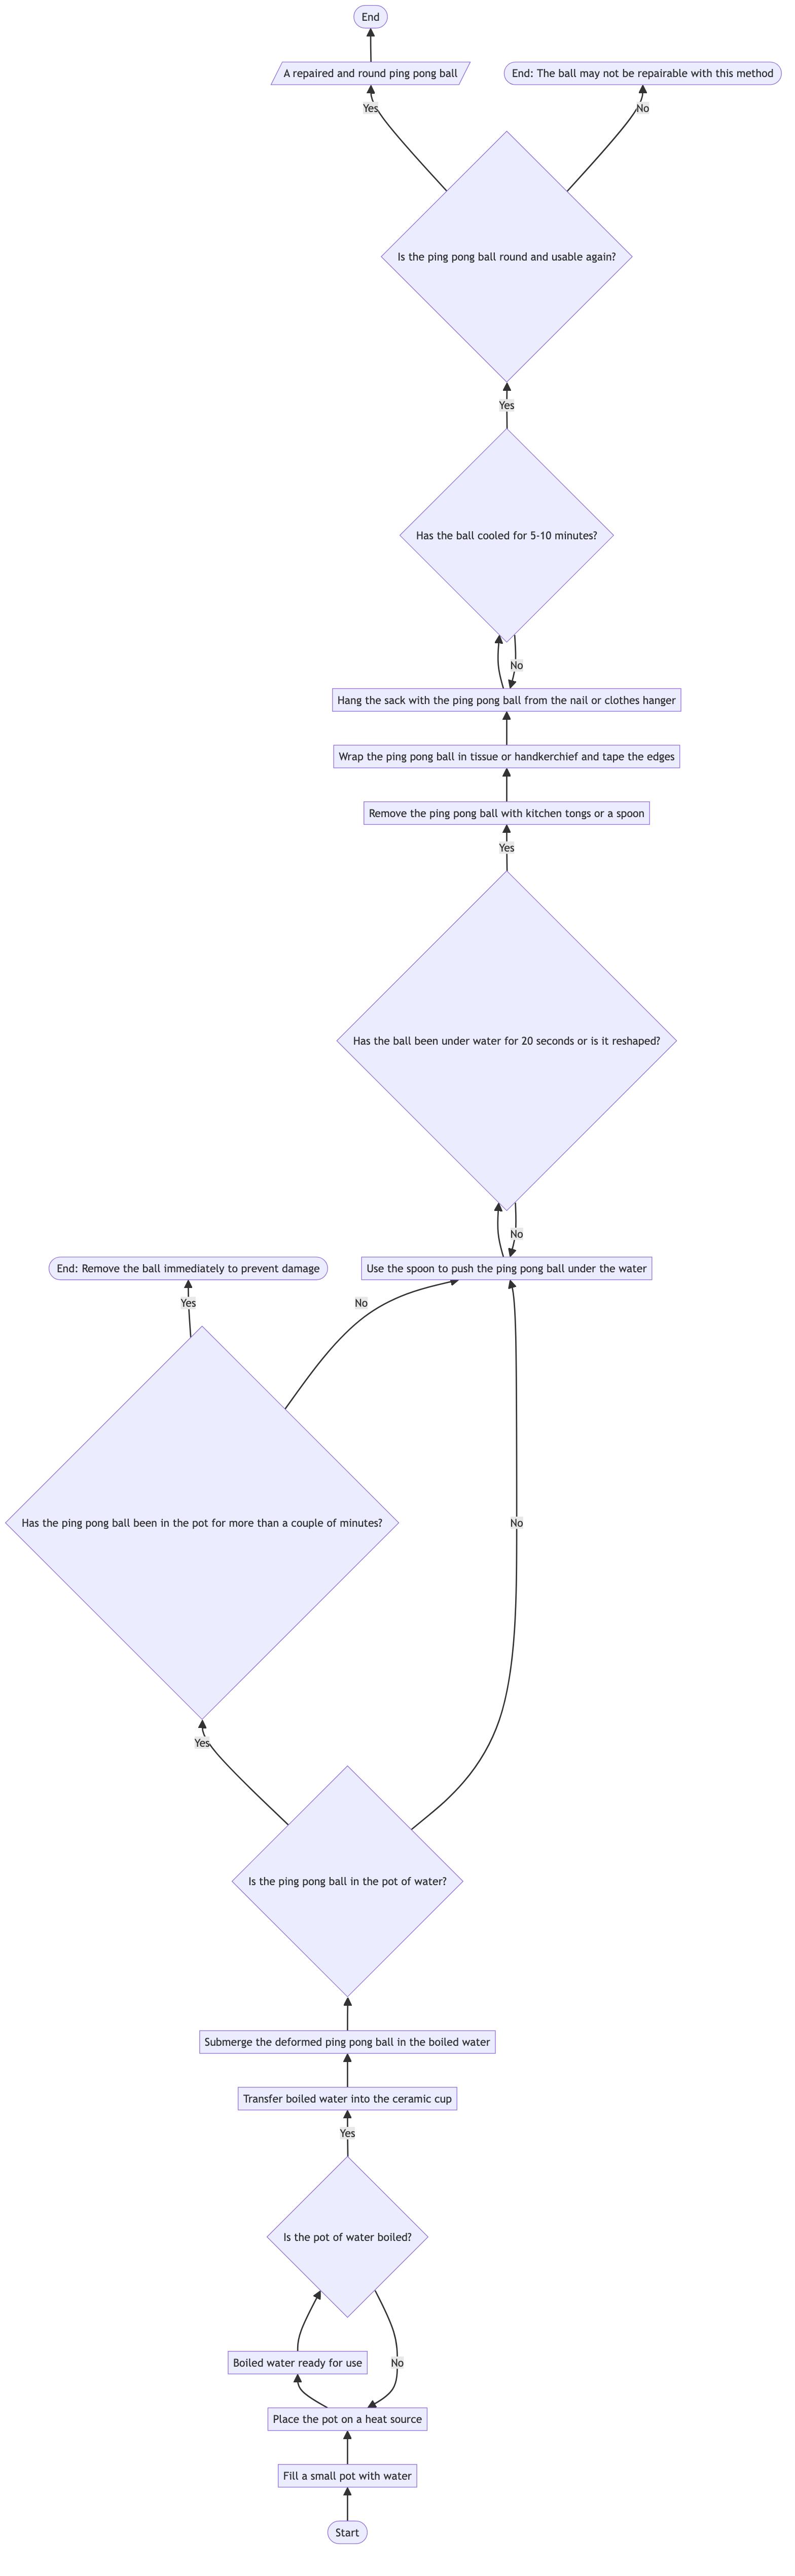 End
A repaired and round ping pong ball
End: The ball may not be repairable with this method
Yes
No
Is the ping pong ball round and usable again?
Yes
Has the ball cooled for 5-10 minutes?
No
Hang the sack with the ping pong ball from the nail or clothes hanger
Wrap the ping pong ball in tissue or handkerchief and tape the edges
Remove the ping pong ball with kitchen tongs or a spoon
Yes
Has the ball been under water for 20 seconds or is it reshaped?
No
End: Remove the ball immediately to prevent damage
Use the spoon to push the ping pong ball under the water
Yes
No
Has the ping pong ball been in the pot for more than a couple of minutes?
No
Yes
Is the ping pong ball in the pot of water?
Submerge the deformed ping pong ball in the boiled water
Transfer boiled water into the ceramic cup
Yes
Is the pot of water boiled?
Boiled water ready for use
No
Place the pot on a heat source
Fill a small pot with water
Start